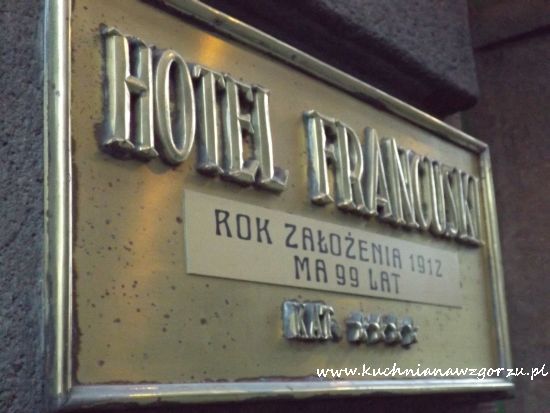 HOTEL FRANCUSKI
ROK ZAŁOŻENIA 1912
MA 99 LAT
KAT. ****
www.kuchnianawzgorzu.pl